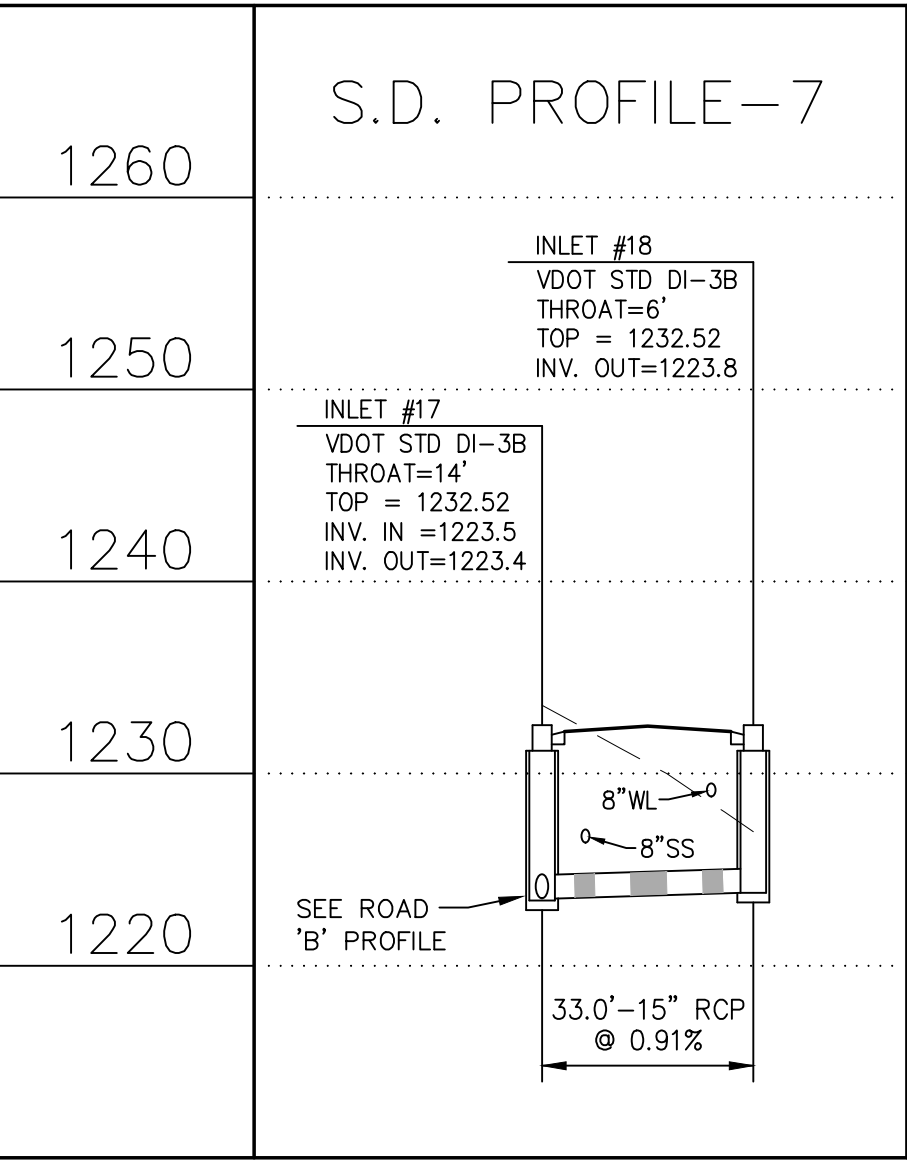 S.D. PROFILE-7
1260
INLET #18
VDOT STD DI-3B
THROAT=6'
TOP = 1232.52
INV. OUT=1223.8
1250
INLET #17
VDOT STD DI-3B
THROAT=14'
TOP = 1232.52
INV. IN =1223.5
INV. OUT=1223.4
1240
1230
8"WL
8"SS
SEE ROAD
'B' PROFILE
1220
33.0'-15" RCP
@ 0.91%